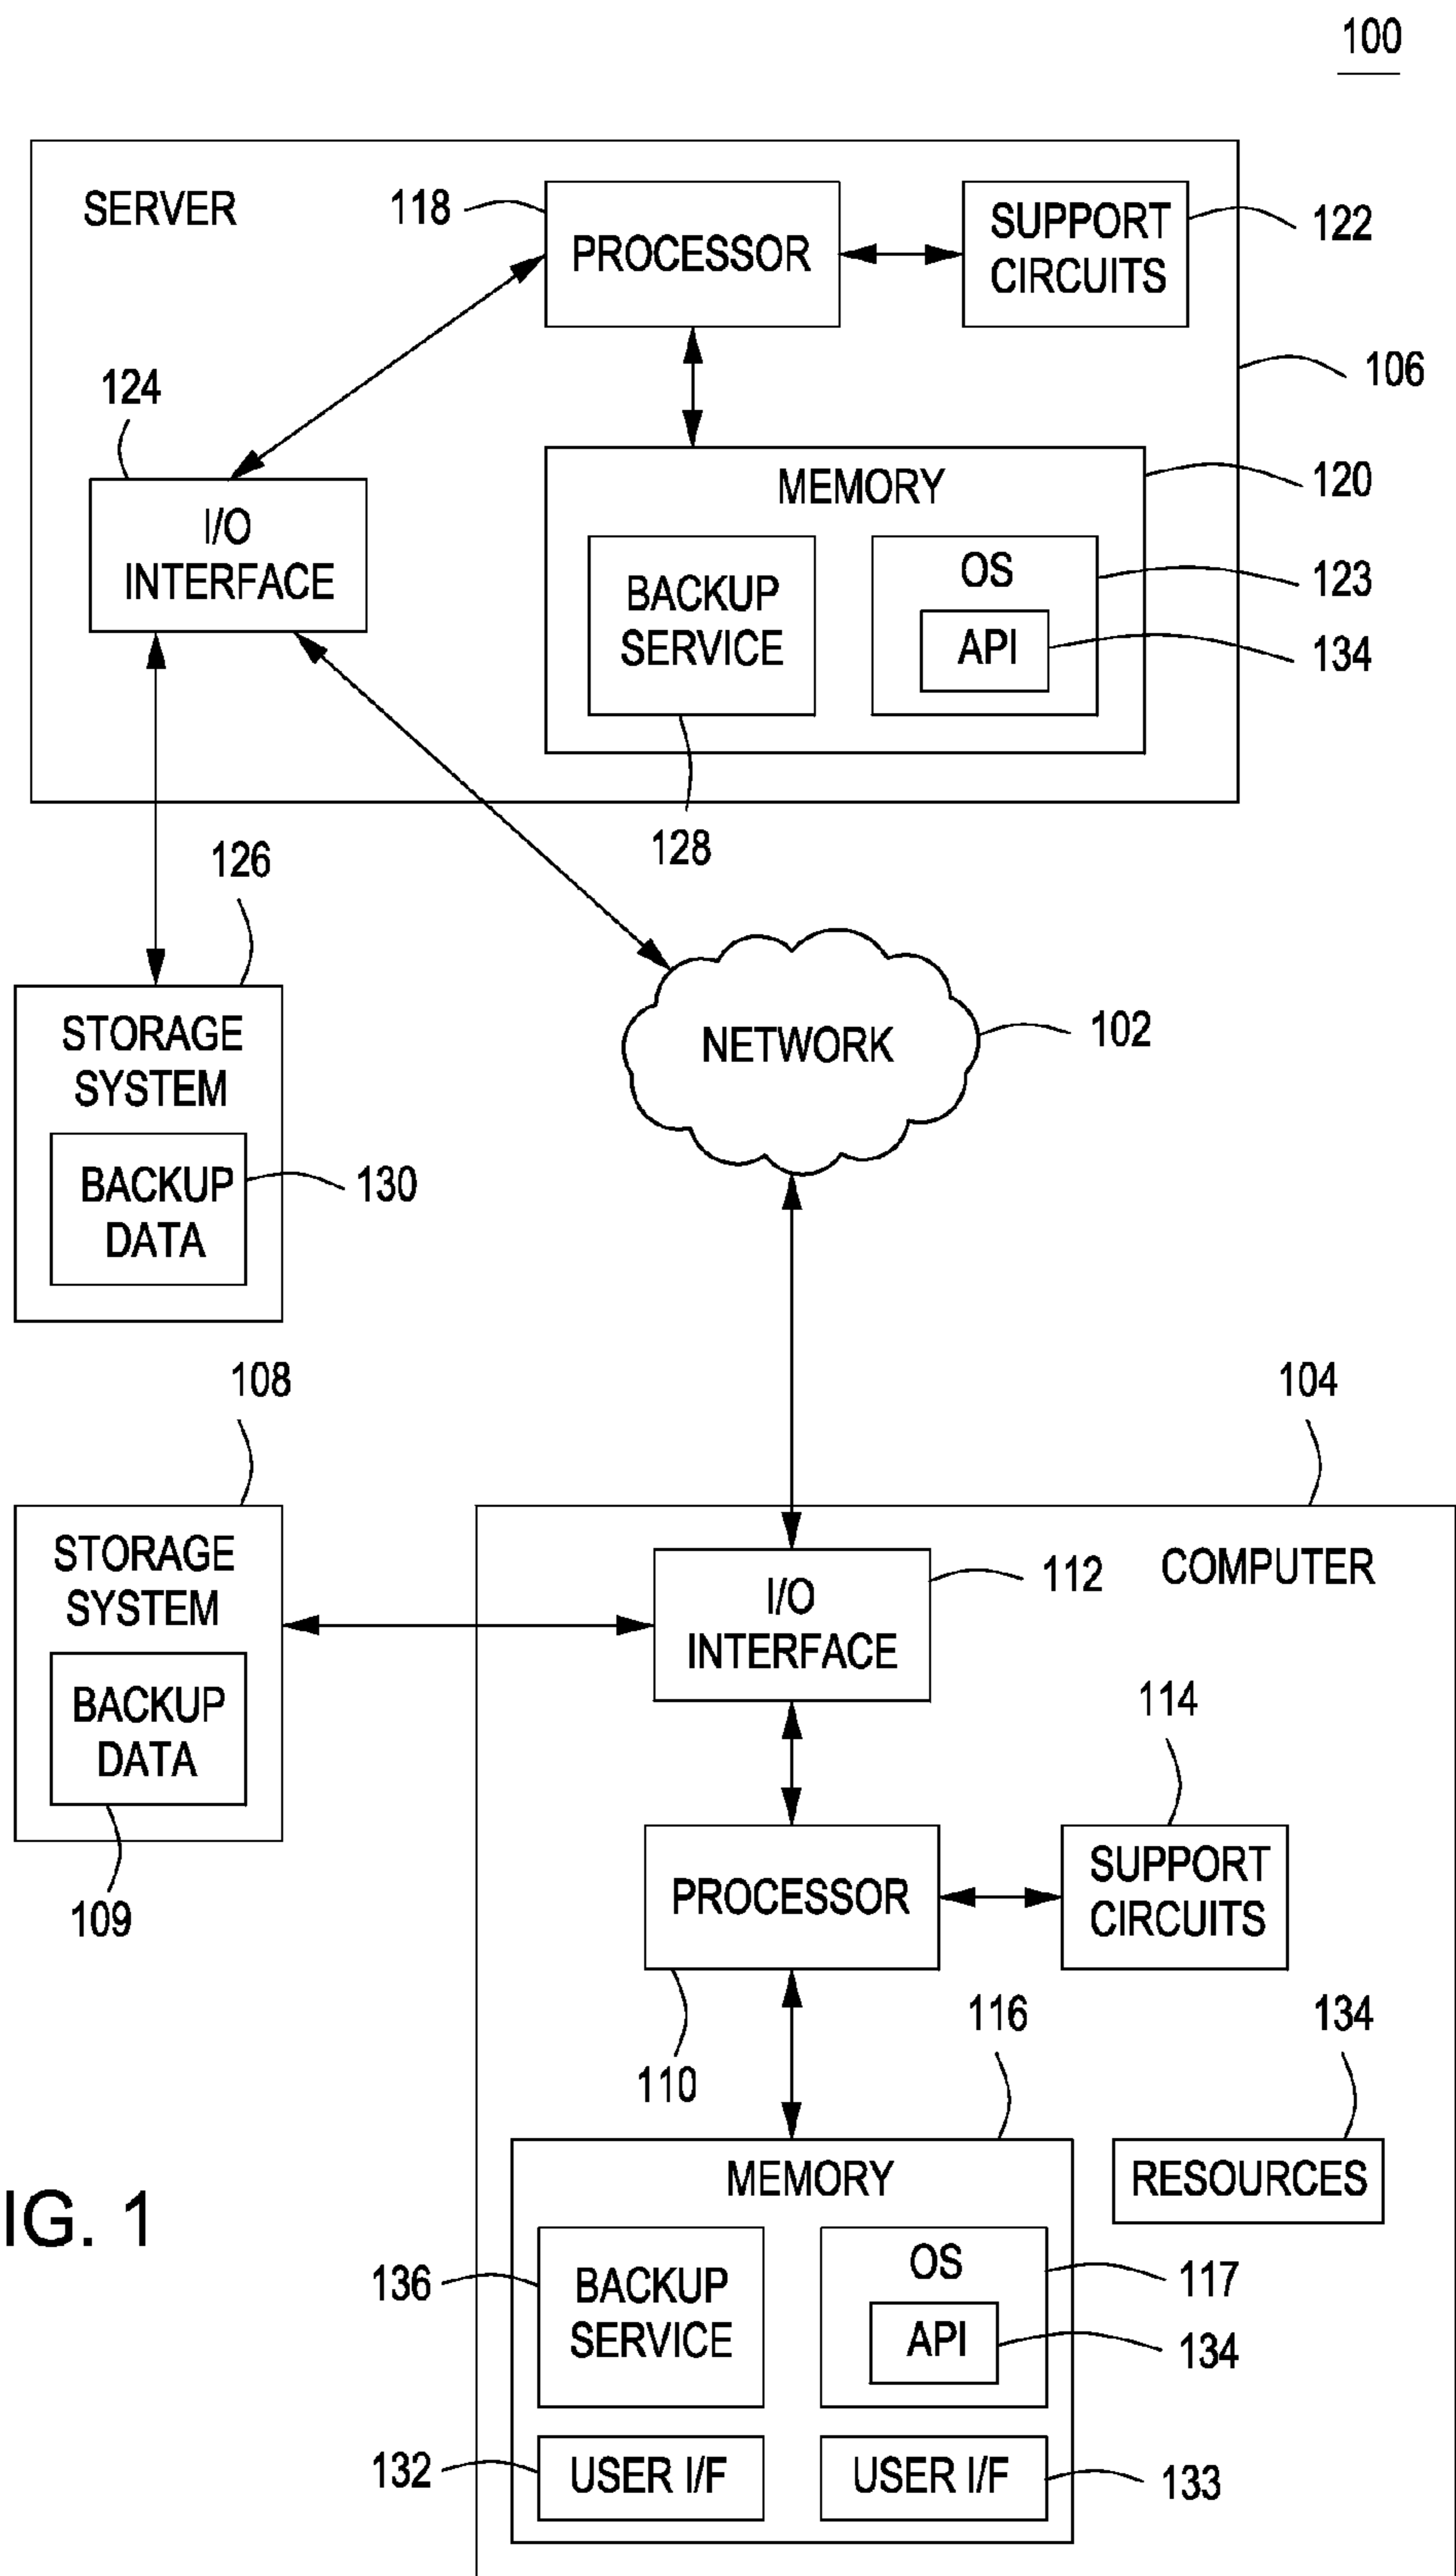 100
SERVER
118
PROCESSOR
SUPPORT
CIRCUITS
122
106
124
I/O
INTERFACE
MEMORY
120
BACKUP
SERVICE
OS
123
API
134
128
126
STORAGE
SYSTEM
BACKUP
DATA
130
NETWORK
102
108
104
STORAGE
SYSTEM
BACKUP
DATA
109
COMPUTER
I/O
INTERFACE
112
114
PROCESSOR
SUPPORT
CIRCUITS
110
116
134
MEMORY
RESOURCES
IG. 1
136
BACKUP
SERVICE
OS
117
API
134
132
USER I/F
USER I/F
133